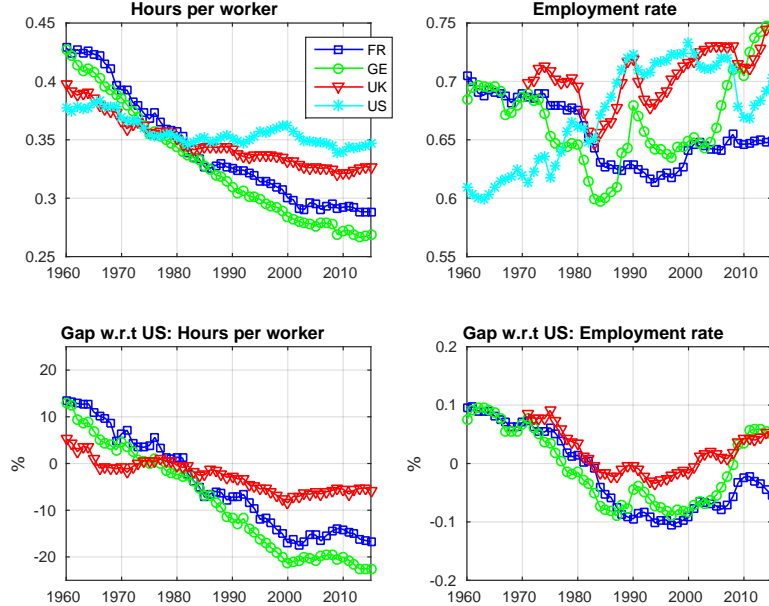 Hours per worker
0.45
0.4
0.35
0.3
0.25
1960 1970 1980 1990 2000 2010
FR
GE
UK
US
Employment rate
0.75
0.7
0.65
0.6
0.55
1960 1970 1980 1990 2000 2010
Gap w.r.t US: Hours per worker
%
20
10
0
-10
-20
1960 1970 1980 1990 2000 2010
Gap w.r.t US: Employment rate
%
0.2
0.1
0
-0.1
-0.2
1960 1970 1980 1990 2000 2010